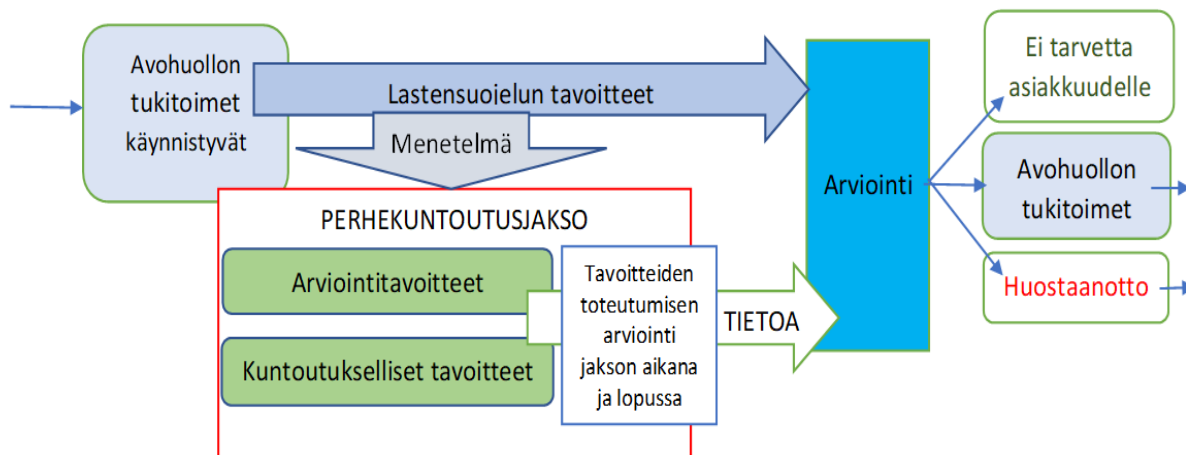 Avohuollon
tukitoimet
käynnistyvät
Lastensuojelun tavoitteet
Menetelmä
PERHEKUNTOUTUSJAKSO
Arviointitavoitteet
Kuntoutukselliset tavoitteet
Tavoitteiden
toteutumisen
arviointi
jakson aikana
ja lopussa
TIETOA
Arviointi
Ei tarvetta
asiakkuudelle
Avohuollon
tukitoimet
Huostaanotto